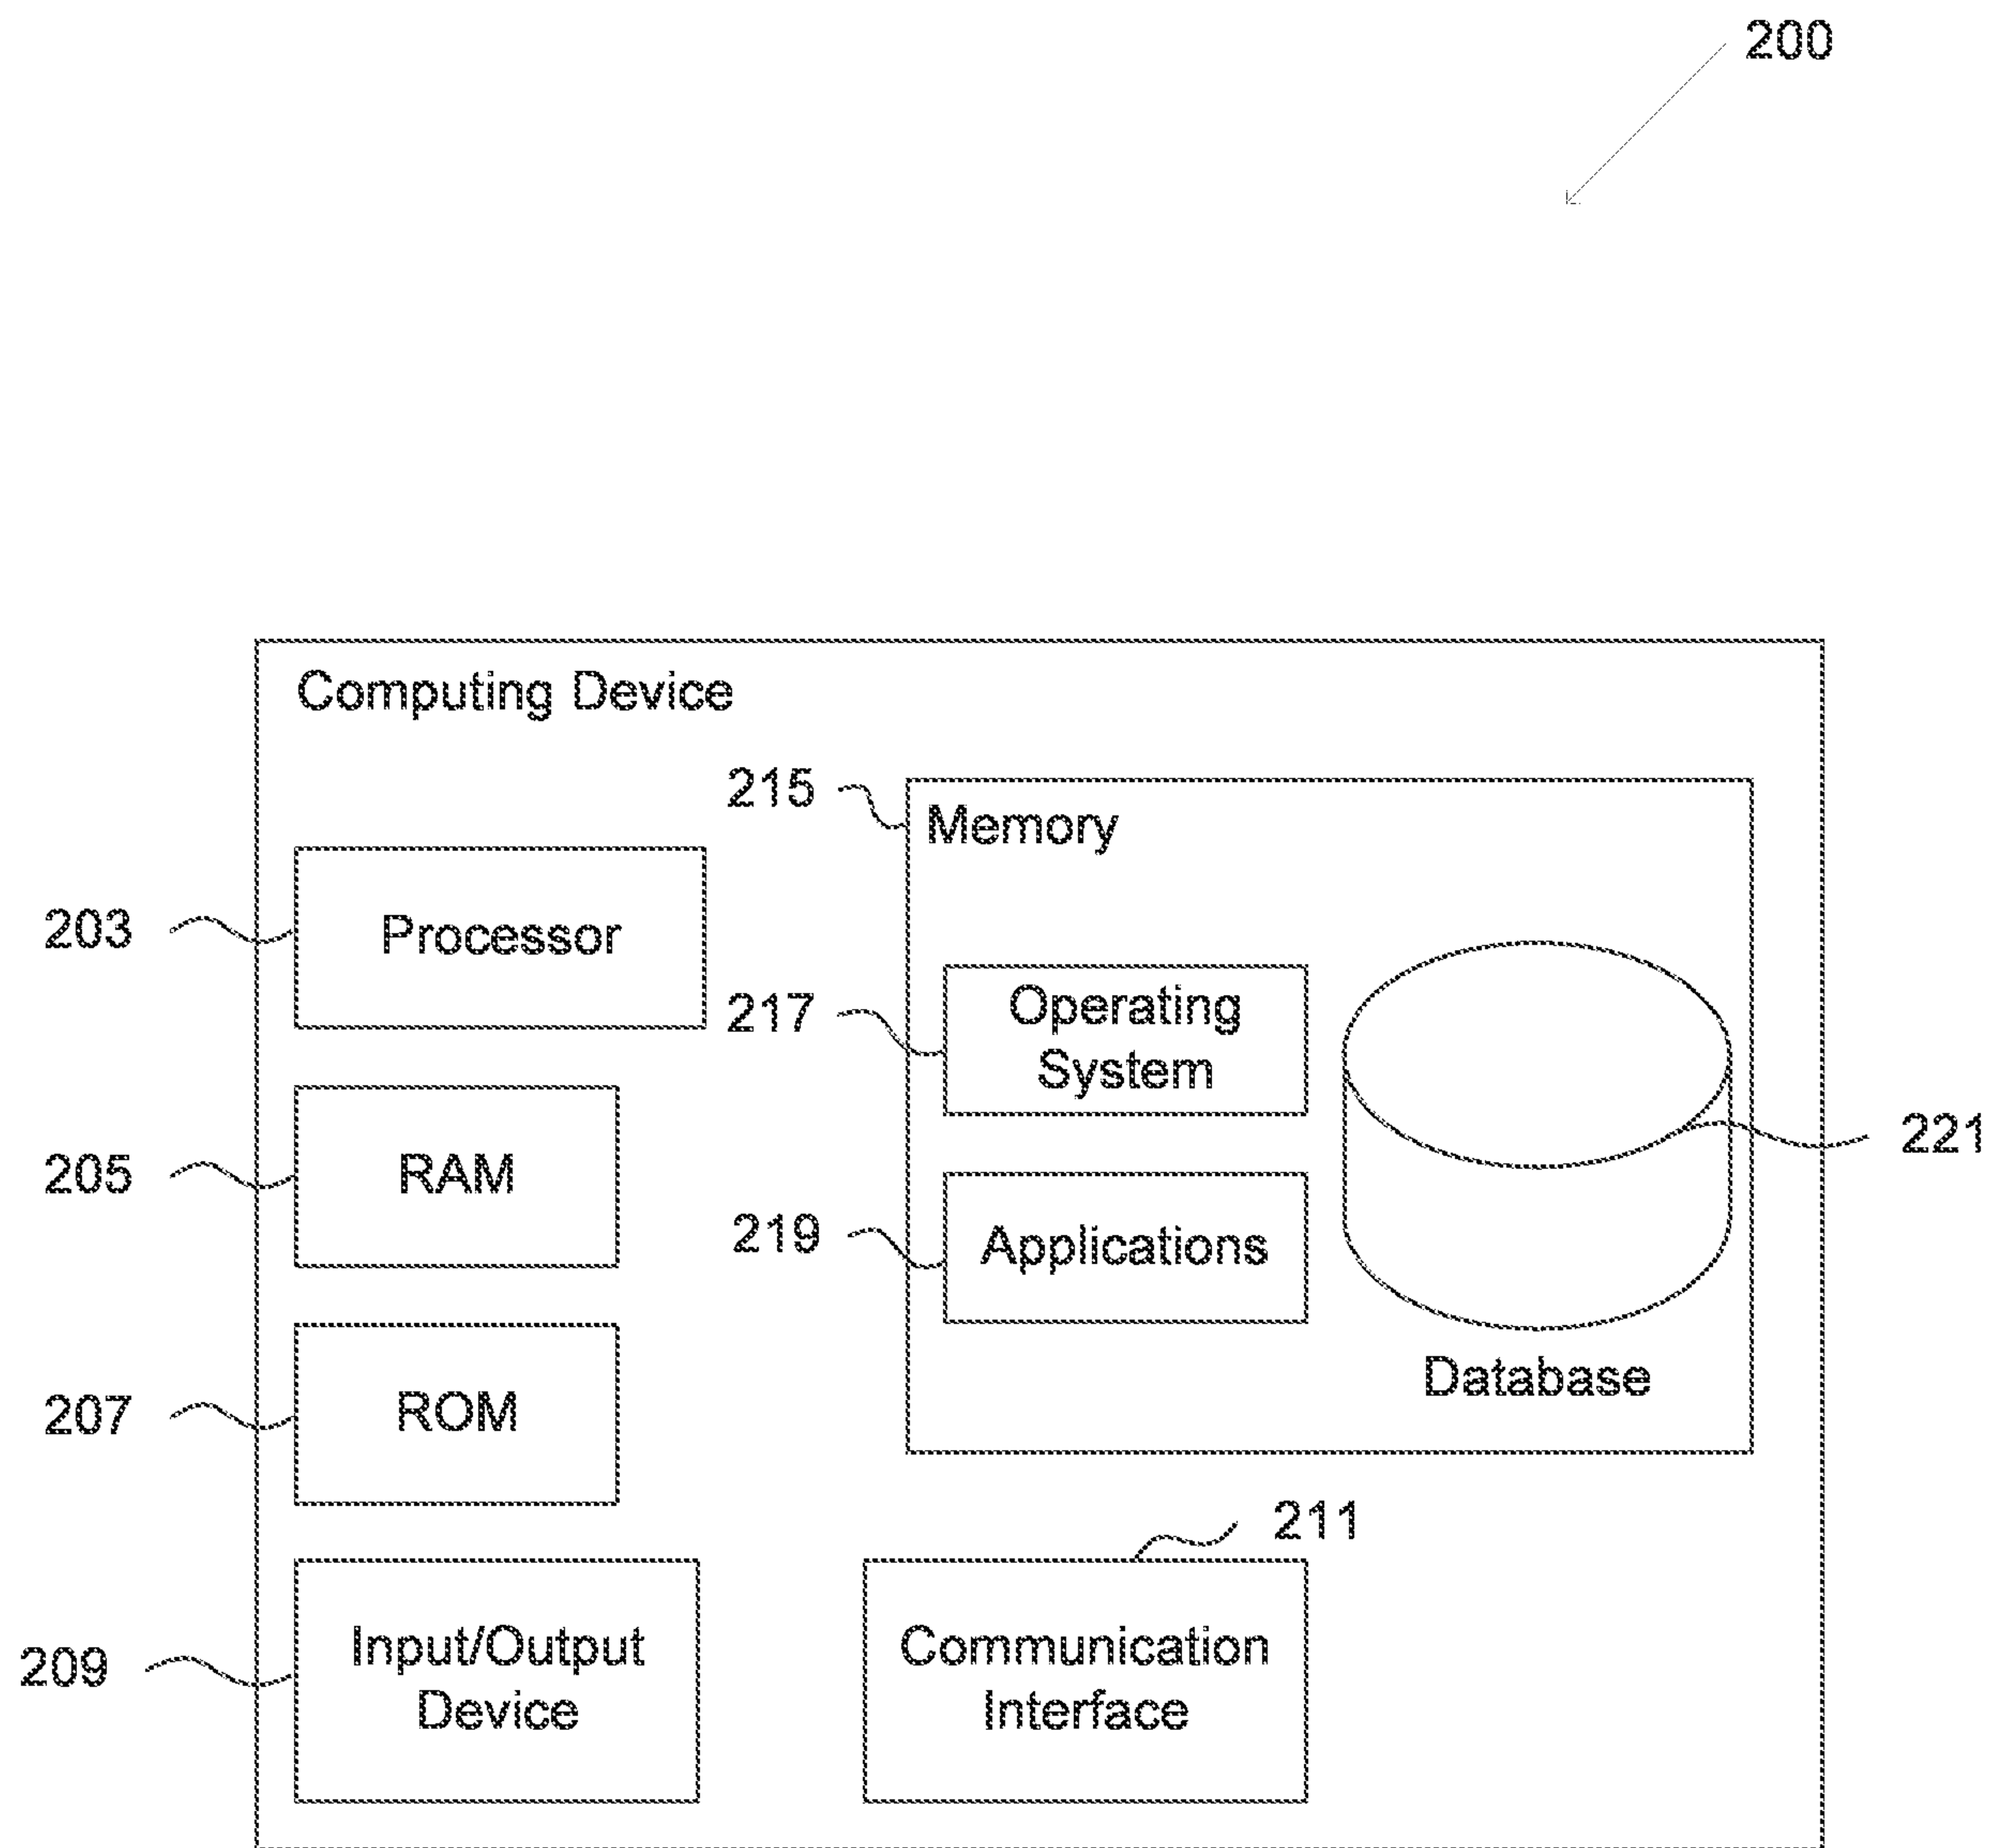 200
Computing Device
215
Memory
203
Processor
217
Operating
System
205
RAM
221
219
Applications
207
ROM
Database
211
209
Input/Output
Device
Communication
Interface